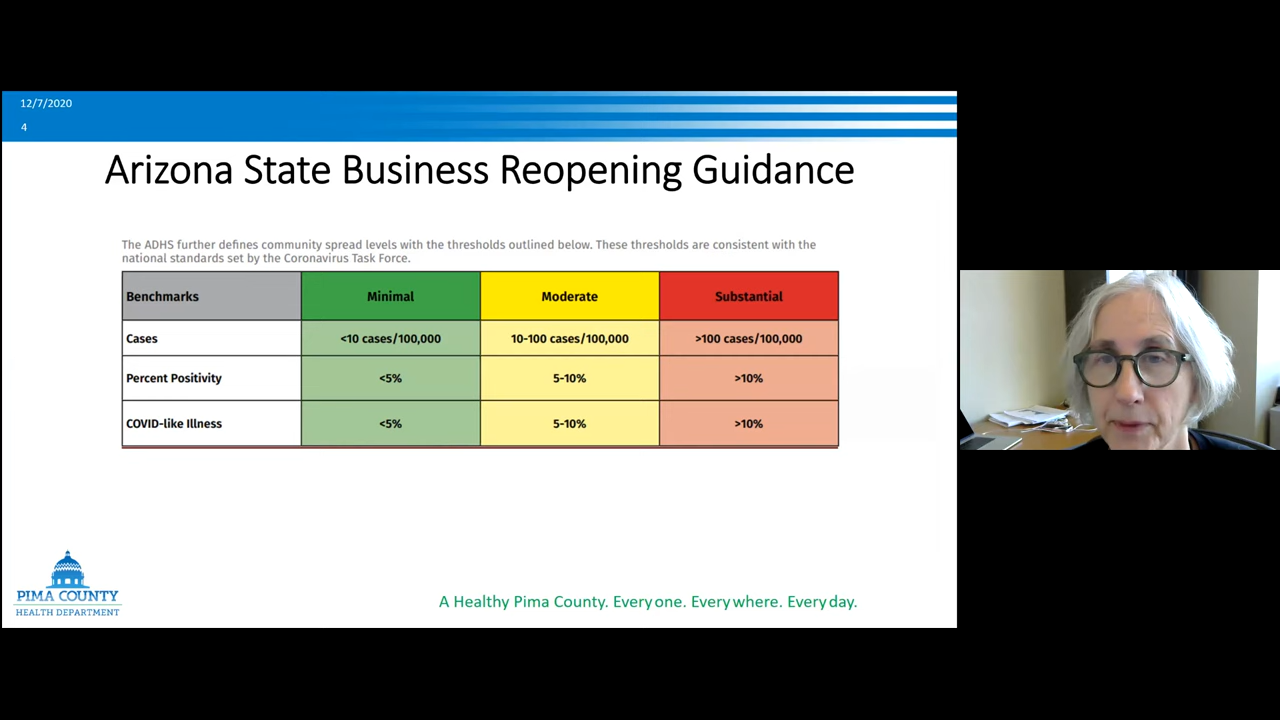 12/7/2020
4
Arizona State Business Reopening Guidance
The ADHS further defines community spread levels with the thresholds outlined below. These thresholds are consistent with the
national standards set by the Coronavirus Task Force.
Benchmarks Minimal Moderate Substantial
Cases <10 cases/100,000 10-100 cases/100,000 >100 cases/100,000
Percent Positivity <5% 5-10% >10%
COVID-like Illness <5% 5-10% >10%
PIMA COUNTY
HEALTH DEPARTMENT
A Healthy Pima County. Every one. Every where. Every day.